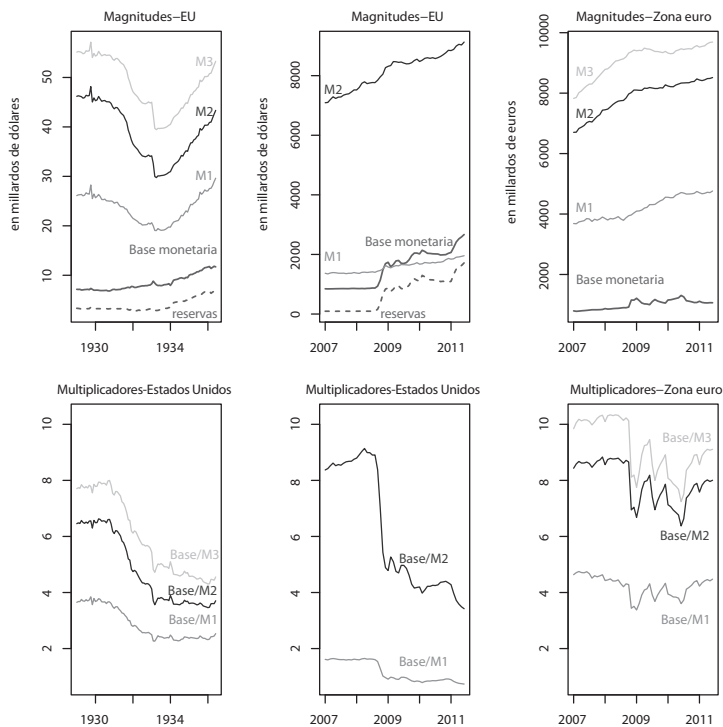 Magnitudes−EU
en millardos de dólares
50
40
30
20
10
M3
M2
M1
Base monetaria
reservas
1930
1934
Magnitudes−EU
en millardos de dólares
8000
6000
4000
2000
0
M2
Base monetaria
M1
reservas
2007
2009
2011
Magnitudes−Zona euro
en millardos de euros
10000
8000
6000
4000
2000
M3
M2
M1
Base monetaria
2007
2009
2011
Multiplicadores-Estados Unidos
10
8
6
4
2
Base/M3
Base/M2
Base/M1
1930
1934
Multiplicadores-Estados Unidos
10
8
6
4
2
Base/M2
Base/M1
2007
2009
2011
Multiplicadores−Zona euro
10
8
6
4
2
Base/M3
Base/M2
Base/M1
2007
2009
2011